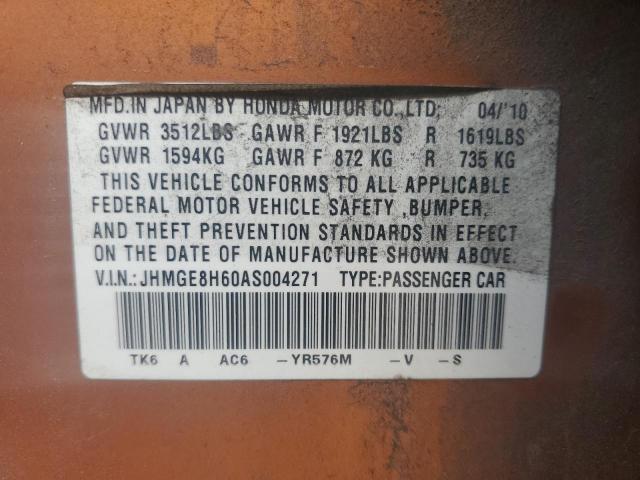 MFD.IN JAPAN BY HONDA MOTOR CO.,LTD; 04/'10
GVWR 3512LBS GAWR F 1921LBS R 1619LBS
GVWR 1594KG GAWR F 872 KG R 735 KG
THIS VEHICLE CONFORMS TO ALL APPLICABLE
FEDERAL MOTOR VEHICLE SAFETY ,BUMPER,
AND THEFT PREVENTION STANDARDS IN EFFECT
ON THE DATE OF MANUFACTURE SHOWN ABOVE.
V.I.N.: JHMGE8H60AS004271 TYPE:PASSENGER CAR
TK6 A AC6 -YR576M -V -S